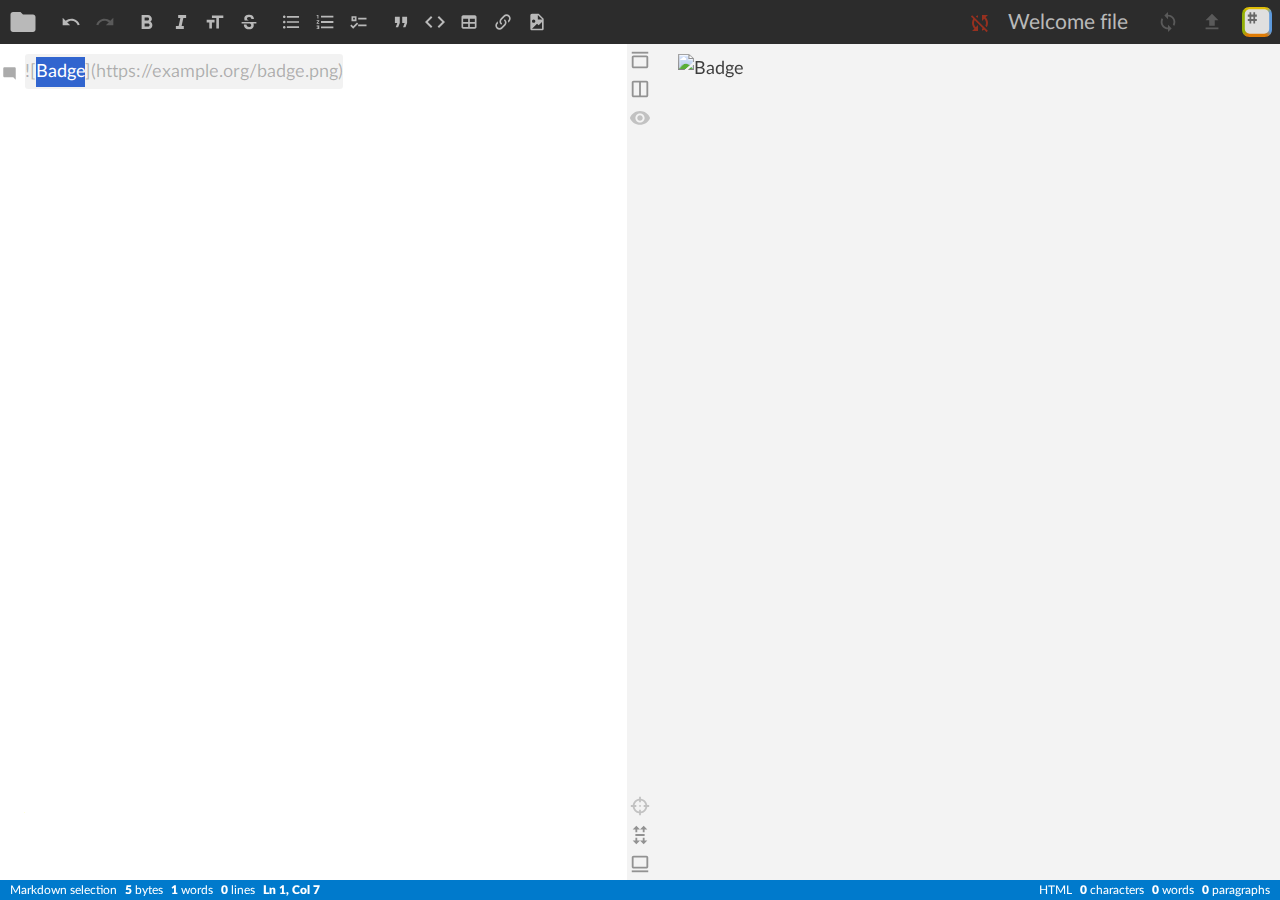 Welcome file
![Badge](https://example.org/badge.png)
Badge
Markdown selection 5 bytes 1 words 0 lines Ln 1, Col 7
HTML 0 characters 0 words 0 paragraphs